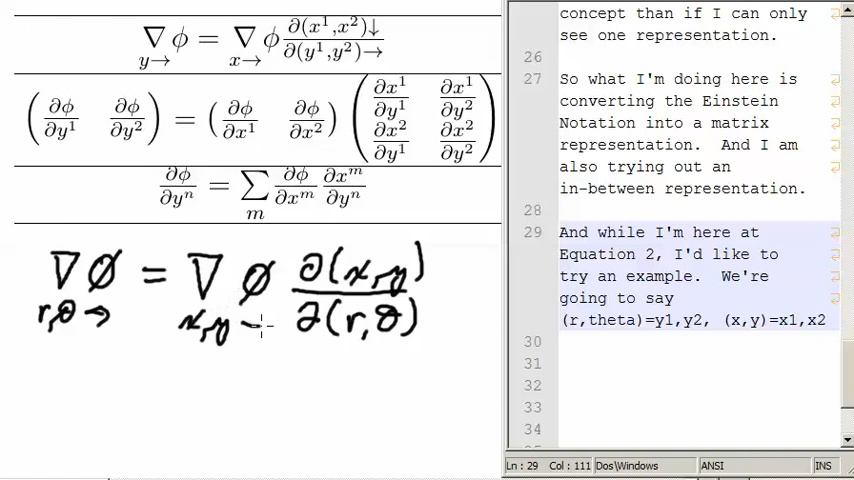 ∇ϕ = ∇ϕ ∂(x¹,x²)↓ / ∂(y¹,y²)→
y→ x→
(∂ϕ/∂y¹ ∂ϕ/∂y²) = (∂ϕ/∂x¹ ∂ϕ/∂x²) (∂x¹/∂y¹ ∂x¹/∂y² ∂x²/∂y¹ ∂x²/∂y²)
∂ϕ/∂yⁿ = ∑ₘ ∂ϕ/∂xᵐ ∂xᵐ/∂yⁿ
∇ø = ∇ø ∂(x,y) / ∂(r,θ)
r,θ→ x,y -
concept than if I can only
see one representation.
26
27 So what I'm doing here is
converting the Einstein
Notation into a matrix
representation. And I am
also trying out an
in-between representation.
28
29 And while I'm here at
Equation 2, I'd like to
try an example. We're
going to say
(r,theta)=y1,y2, (x,y)=x1,x2
30
31
32
33
34
Ln : 29 Col : 111 Dos\Windows ANSI INS